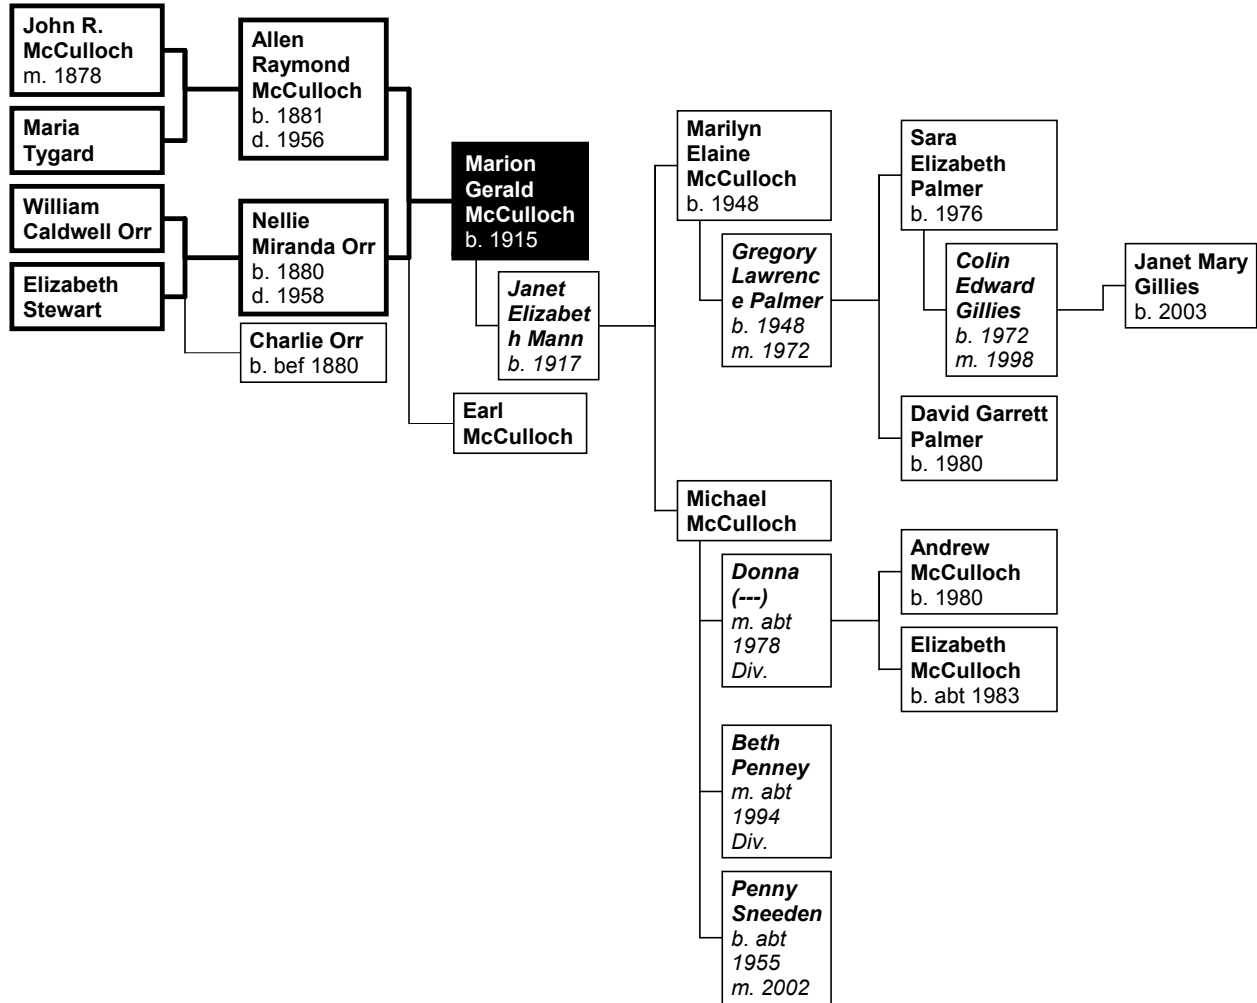 John R.
McCulloch
m. 1878
Maria
Tygard
William
Caldwell Orr
Elizabeth
Stewart
Allen
Raymond
McCulloch
b. 1881
d. 1956
Nellie
Miranda Orr
b. 1880
d. 1958
Charlie Orr
b. bef 1880
Marion
Gerald
McCulloch
b. 1915
Janet
Elizabet
h Mann
b. 1917
Earl
McCulloch
Marilyn
Elaine
McCulloch
b. 1948
Gregory
Lawrenc
e Palmer
b. 1948
m. 1972
Michael
McCulloch
Donna
(---)
m. abt
1978
Div.
Beth
Penney
m. abt
1994
Div.
Penny
Sneeden
b. abt
1955
m. 2002
Sara
Elizabeth
Palmer
b. 1976
Colin
Edward
Gillies
b. 1972
m. 1998
David Garrett
Palmer
b. 1980
Andrew
McCulloch
b. 1980
Elizabeth
McCulloch
b. abt 1983
Janet Mary
Gillies
b. 2003